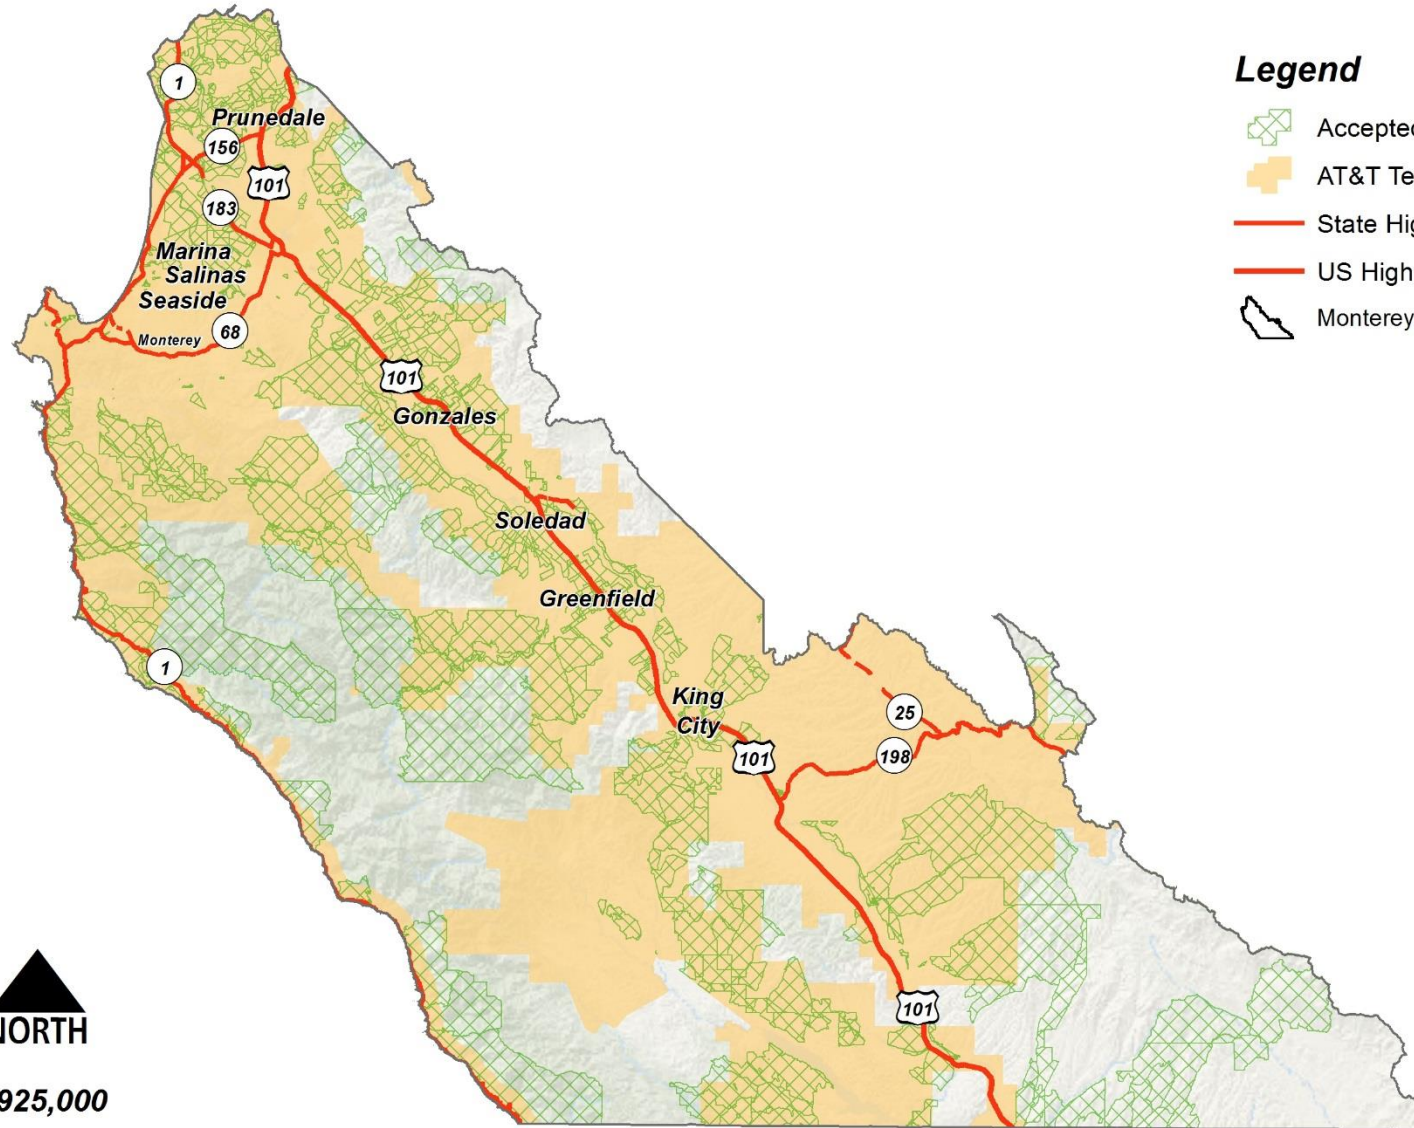 Legend
Accepted
AT&T Te
State Hig
US High
Monterey
1
Prunedale
156
101
183
Marina
Salinas
Seaside
68
Monterey
101
Gonzales
Soledad
Greenfield
1
King
City
25
101
198
101
NORTH
925,000